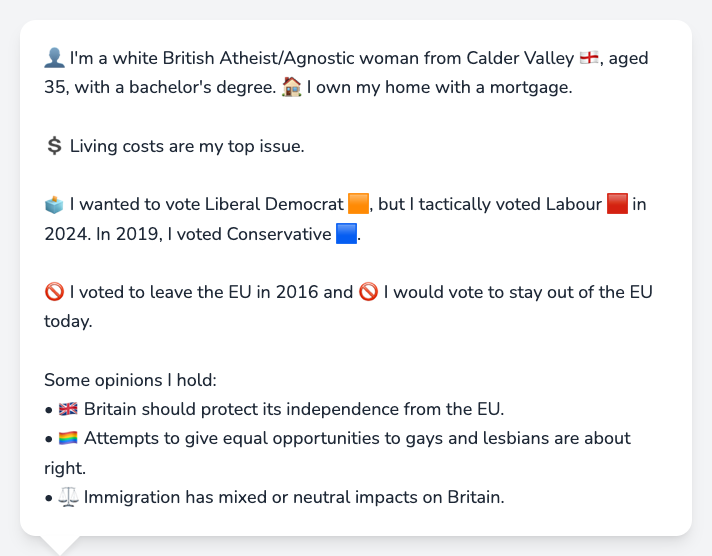 👤 I'm a white British Atheist/Agnostic woman from Calder Valley 🏴󠁧󠁢󠁥󠁮󠁧󠁿, aged
35, with a bachelor's degree. 🏠 I own my home with a mortgage.
💲 Living costs are my top issue.
🗳️ I wanted to vote Liberal Democrat 🟧, but I tactically voted Labour 🟥 in
2024. In 2019, I voted Conservative 🟦.
🚫 I voted to leave the EU in 2016 and 🚫 I would vote to stay out of the EU
today.
Some opinions I hold:
• 🇬🇧 Britain should protect its independence from the EU.
• 🏳️‍🌈 Attempts to give equal opportunities to gays and lesbians are about
right.
• ⚖️ Immigration has mixed or neutral impacts on Britain.